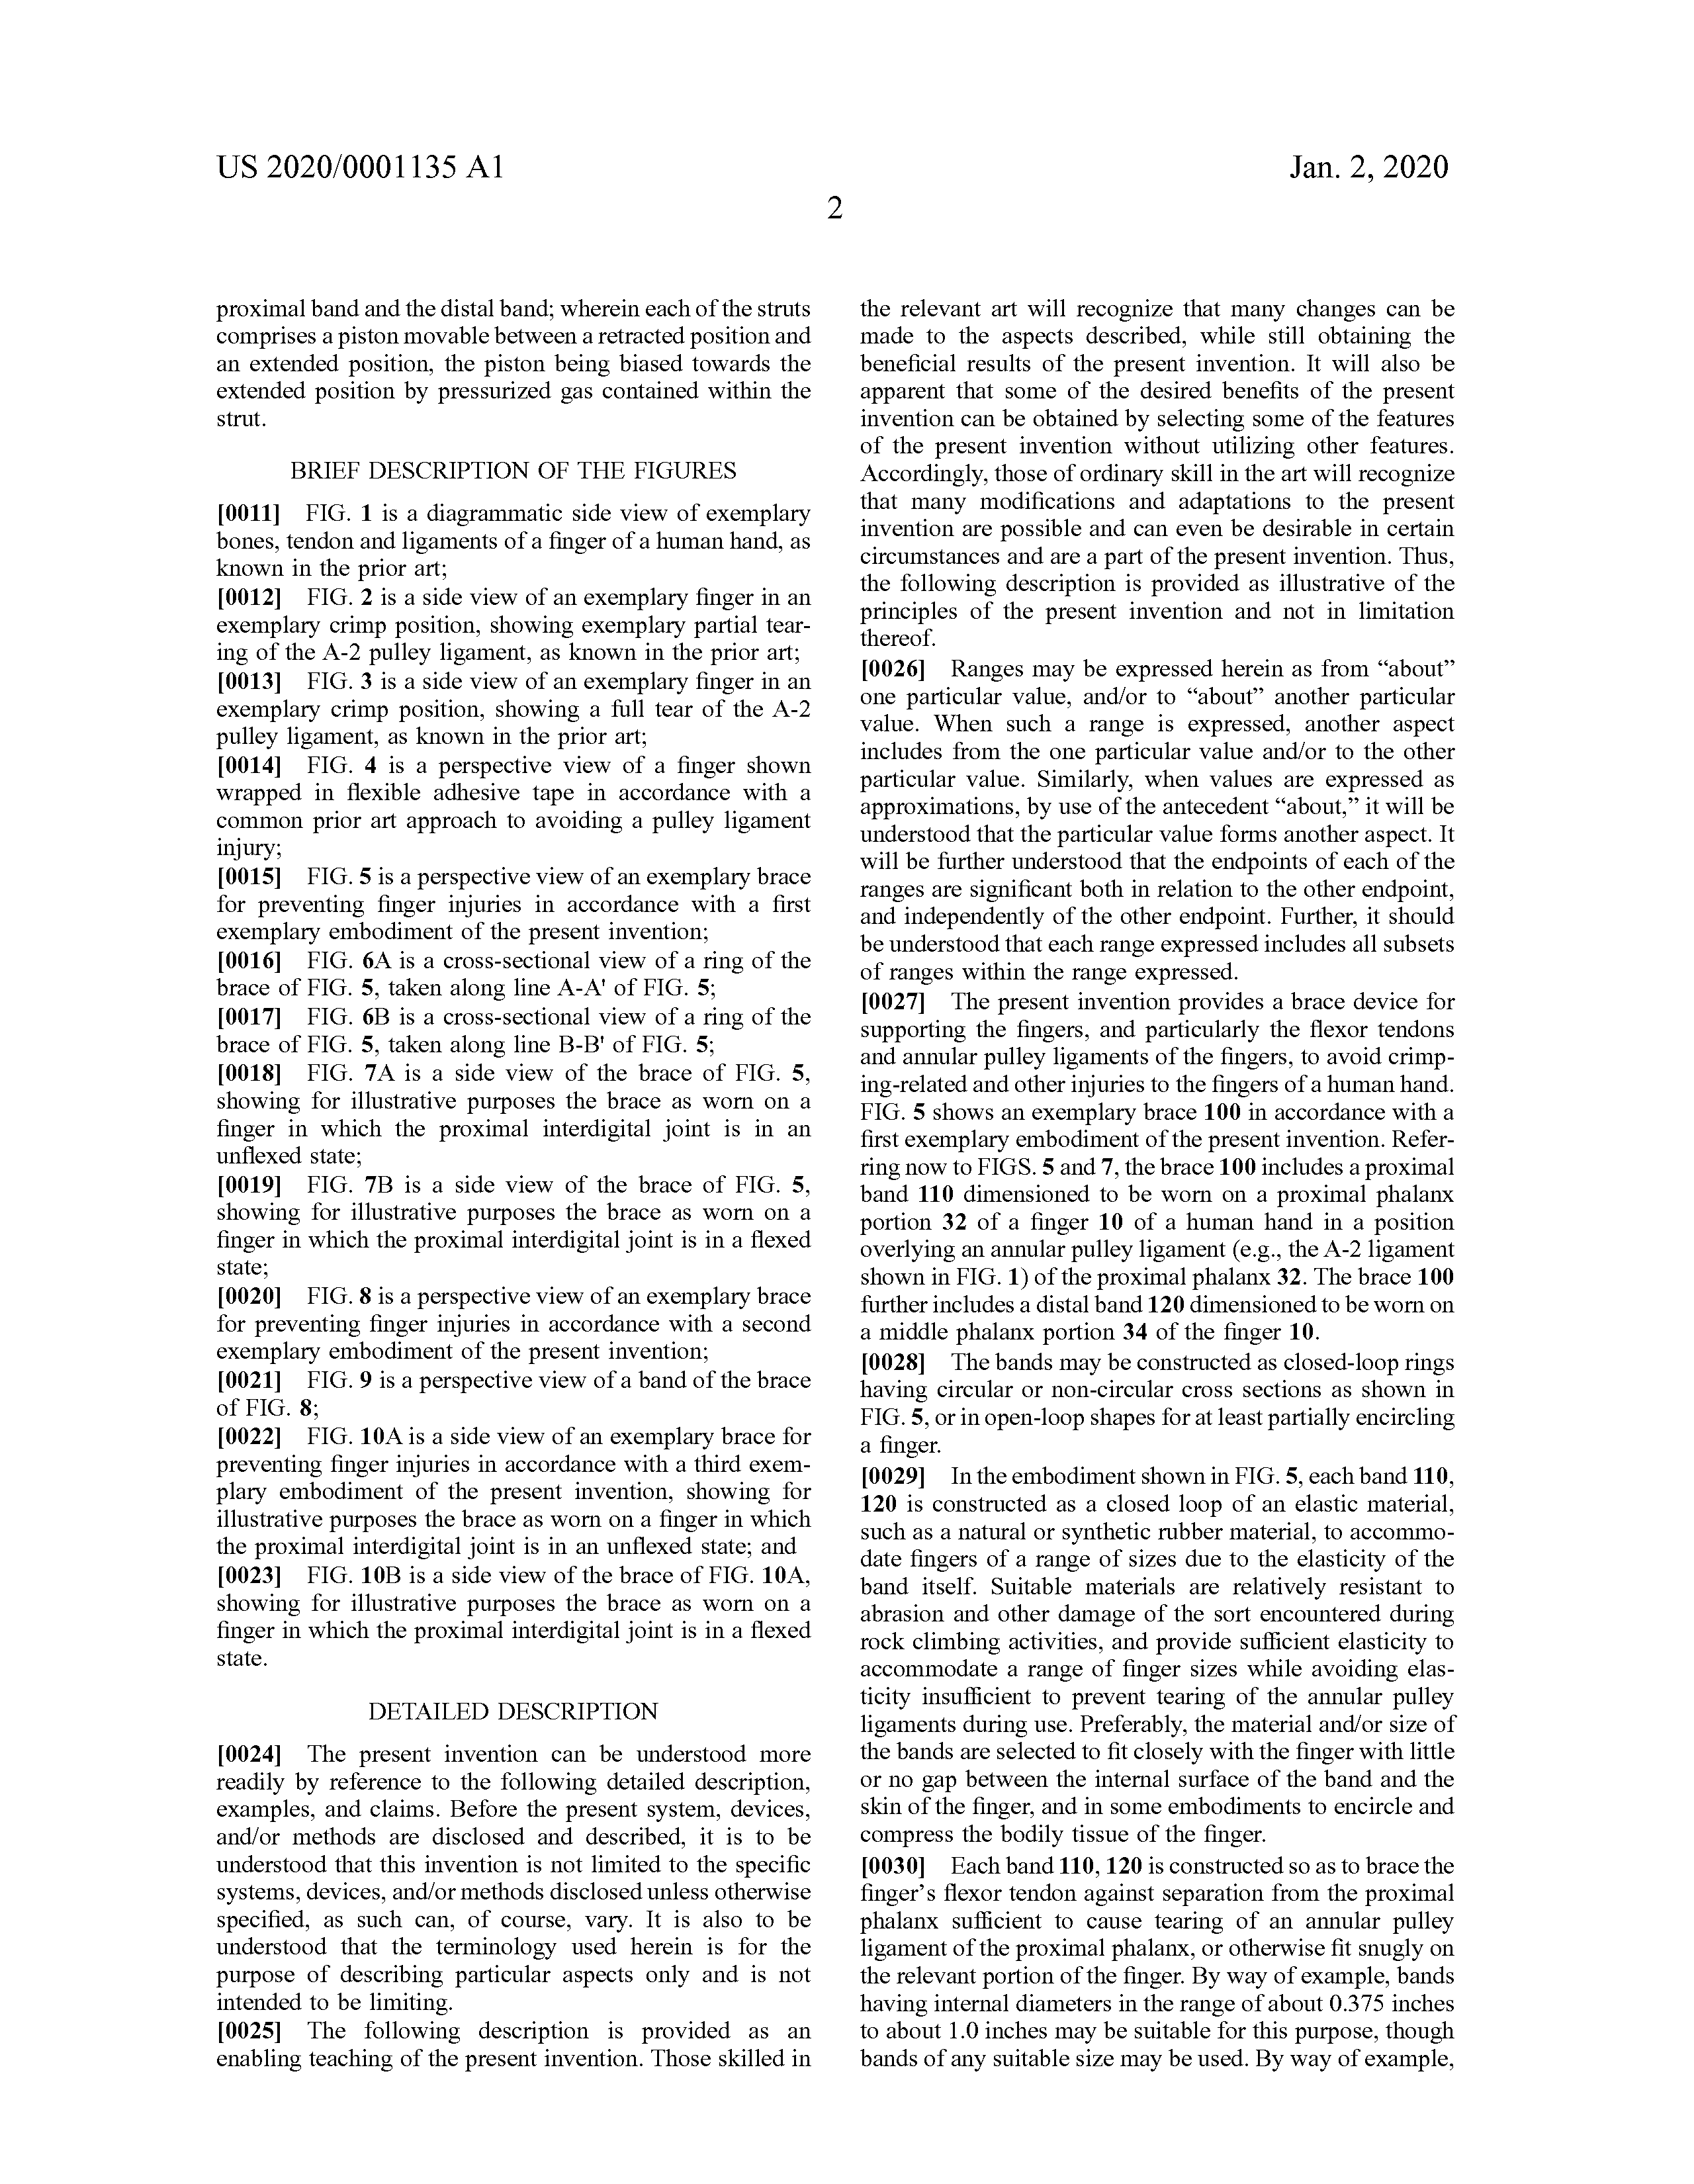 US 2020/0001135 A1
Jan. 2, 2020
2
proximal band and the distal band; wherein each of the struts
comprises a piston movable between a retracted position and
an extended position, the piston being biased towards the
extended position by pressurized gas contained within the
strut.
BRIEF DESCRIPTION OF THE FIGURES
[0011] FIG. 1 is a diagrammatic side view of exemplary
bones, tendon and ligaments of a finger of a human hand, as
known in the prior art;
[0012] FIG. 2 is a side view of an exemplary finger in an
exemplary crimp position, showing exemplary partial tear-
ing of the A-2 pulley ligament, as known in the prior art;
[0013] FIG. 3 is a side view of an exemplary finger in an
exemplary crimp position, showing a full tear of the A-2
pulley ligament, as known in the prior art;
[0014] FIG. 4 is a perspective view of a finger shown
wrapped in flexible adhesive tape in accordance with a
common prior art approach to avoiding a pulley ligament
injury;
[0015] FIG. 5 is a perspective view of an exemplary brace
for preventing finger injuries in accordance with a first
exemplary embodiment of the present invention;
[0016] FIG. 6A is a cross-sectional view of a ring of the
brace of FIG. 5, taken along line A-A' of FIG. 5;
[0017] FIG. 6B is a cross-sectional view of a ring of the
brace of FIG. 5, taken along line B-B' of FIG. 5;
[0018] FIG. 7A is a side view of the brace of FIG. 5,
showing for illustrative purposes the brace as worn on a
finger in which the proximal interdigital joint is in an
unflexed state;
[0019] FIG. 7B is a side view of the brace of FIG. 5,
showing for illustrative purposes the brace as worn on a
finger in which the proximal interdigital joint is in a flexed
state;
[0020] FIG. 8 is a perspective view of an exemplary brace
for preventing finger injuries in accordance with a second
exemplary embodiment of the present invention;
[0021] FIG. 9 is a perspective view of a band of the brace
of FIG. 8;
[0022] FIG. 10A is a side view of an exemplary brace for
preventing finger injuries in accordance with a third exem-
plary embodiment of the present invention, showing for
illustrative purposes the brace as worn on a finger in which
the proximal interdigital joint is in an unflexed state; and
[0023] FIG. 10B is a side view of the brace of FIG. 10A,
showing for illustrative purposes the brace as worn on a
finger in which the proximal interdigital joint is in a flexed
state.
DETAILED DESCRIPTION
[0024] The present invention can be understood more
readily by reference to the following detailed description,
examples, and claims. Before the present system, devices,
and/or methods are disclosed and described, it is to be
understood that this invention is not limited to the specific
systems, devices, and/or methods disclosed unless otherwise
specified, as such can, of course, vary. It is also to be
understood that the terminology used herein is for the
purpose of describing particular aspects only and is not
intended to be limiting.
[0025] The following description is provided as an
enabling teaching of the present invention. Those skilled in
the relevant art will recognize that many changes can be
made to the aspects described, while still obtaining the
beneficial results of the present invention. It will also be
apparent that some of the desired benefits of the present
invention can be obtained by selecting some of the features
of the present invention without utilizing other features.
Accordingly, those of ordinary skill in the art will recognize
that many modifications and adaptations to the present
invention are possible and can even be desirable in certain
circumstances and are a part of the present invention. Thus,
the following description is provided as illustrative of the
principles of the present invention and not in limitation
thereof.
[0026] Ranges may be expressed herein as from “about”
one particular value, and/or to “about” another particular
value. When such a range is expressed, another aspect
includes from the one particular value and/or to the other
particular value. Similarly, when values are expressed as
approximations, by use of the antecedent “about,” it will be
understood that the particular value forms another aspect. It
will be further understood that the endpoints of each of the
ranges are significant both in relation to the other endpoint,
and independently of the other endpoint. Further, it should
be understood that each range expressed includes all subsets
of ranges within the range expressed.
[0027] The present invention provides a brace device for
supporting the fingers, and particularly the flexor tendons
and annular pulley ligaments of the fingers, to avoid crimp-
ing-related and other injuries to the fingers of a human hand.
FIG. 5 shows an exemplary brace 100 in accordance with a
first exemplary embodiment of the present invention. Refer-
ring now to FIGS. 5 and 7, the brace 100 includes a proximal
band 110 dimensioned to be worn on a proximal phalanx
portion 32 of a finger 10 of a human hand in a position
overlying an annular pulley ligament (e.g., the A-2 ligament
shown in FIG. 1) of the proximal phalanx 32. The brace 100
further includes a distal band 120 dimensioned to be worn on
a middle phalanx portion 34 of the finger 10.
[0028] The bands may be constructed as closed-loop rings
having circular or non-circular cross sections as shown in
FIG. 5, or in open-loop shapes for at least partially encircling
a finger.
[0029] In the embodiment shown in FIG. 5, each band 110,
120 is constructed as a closed loop of an elastic material,
such as a natural or synthetic rubber material, to accommo-
date fingers of a range of sizes due to the elasticity of the
band itself. Suitable materials are relatively resistant to
abrasion and other damage of the sort encountered during
rock climbing activities, and provide sufficient elasticity to
accommodate a range of finger sizes while avoiding elas-
ticity insufficient to prevent tearing of the annular pulley
ligaments during use. Preferably, the material and/or size of
the bands are selected to fit closely with the finger with little
or no gap between the internal surface of the band and the
skin of the finger, and in some embodiments to encircle and
compress the bodily tissue of the finger.
[0030] Each band 110, 120 is constructed so as to brace the
finger’s flexor tendon against separation from the proximal
phalanx sufficient to cause tearing of an annular pulley
ligament of the proximal phalanx, or otherwise fit snugly on
the relevant portion of the finger. By way of example, bands
having internal diameters in the range of about 0.375 inches
to about 1.0 inches may be suitable for this purpose, though
bands of any suitable size may be used. By way of example,